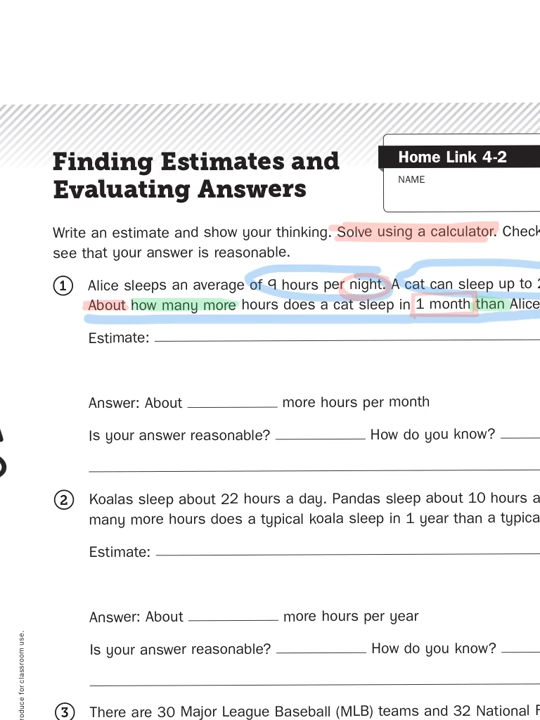 Finding Estimates and
Evaluating Answers
Home Link 4-2
NAME
Write an estimate and show your thinking. Solve using a calculator. Check
see that your answer is reasonable.
1 Alice sleeps an average of 9 hours per night. A cat can sleep up to
About how many more hours does a cat sleep in 1 month than Alice
Estimate:
Answer: About more hours per month
Is your answer reasonable? How do you know?
2 Koalas sleep about 22 hours a day. Pandas sleep about 10 hours a
many more hours does a typical koala sleep in 1 year than a typica
Estimate:
Answer: About more hours per year
Is your answer reasonable? How do you know?
3 There are 30 Major League Baseball (MLB) teams and 32 National
roduce for classroom use.